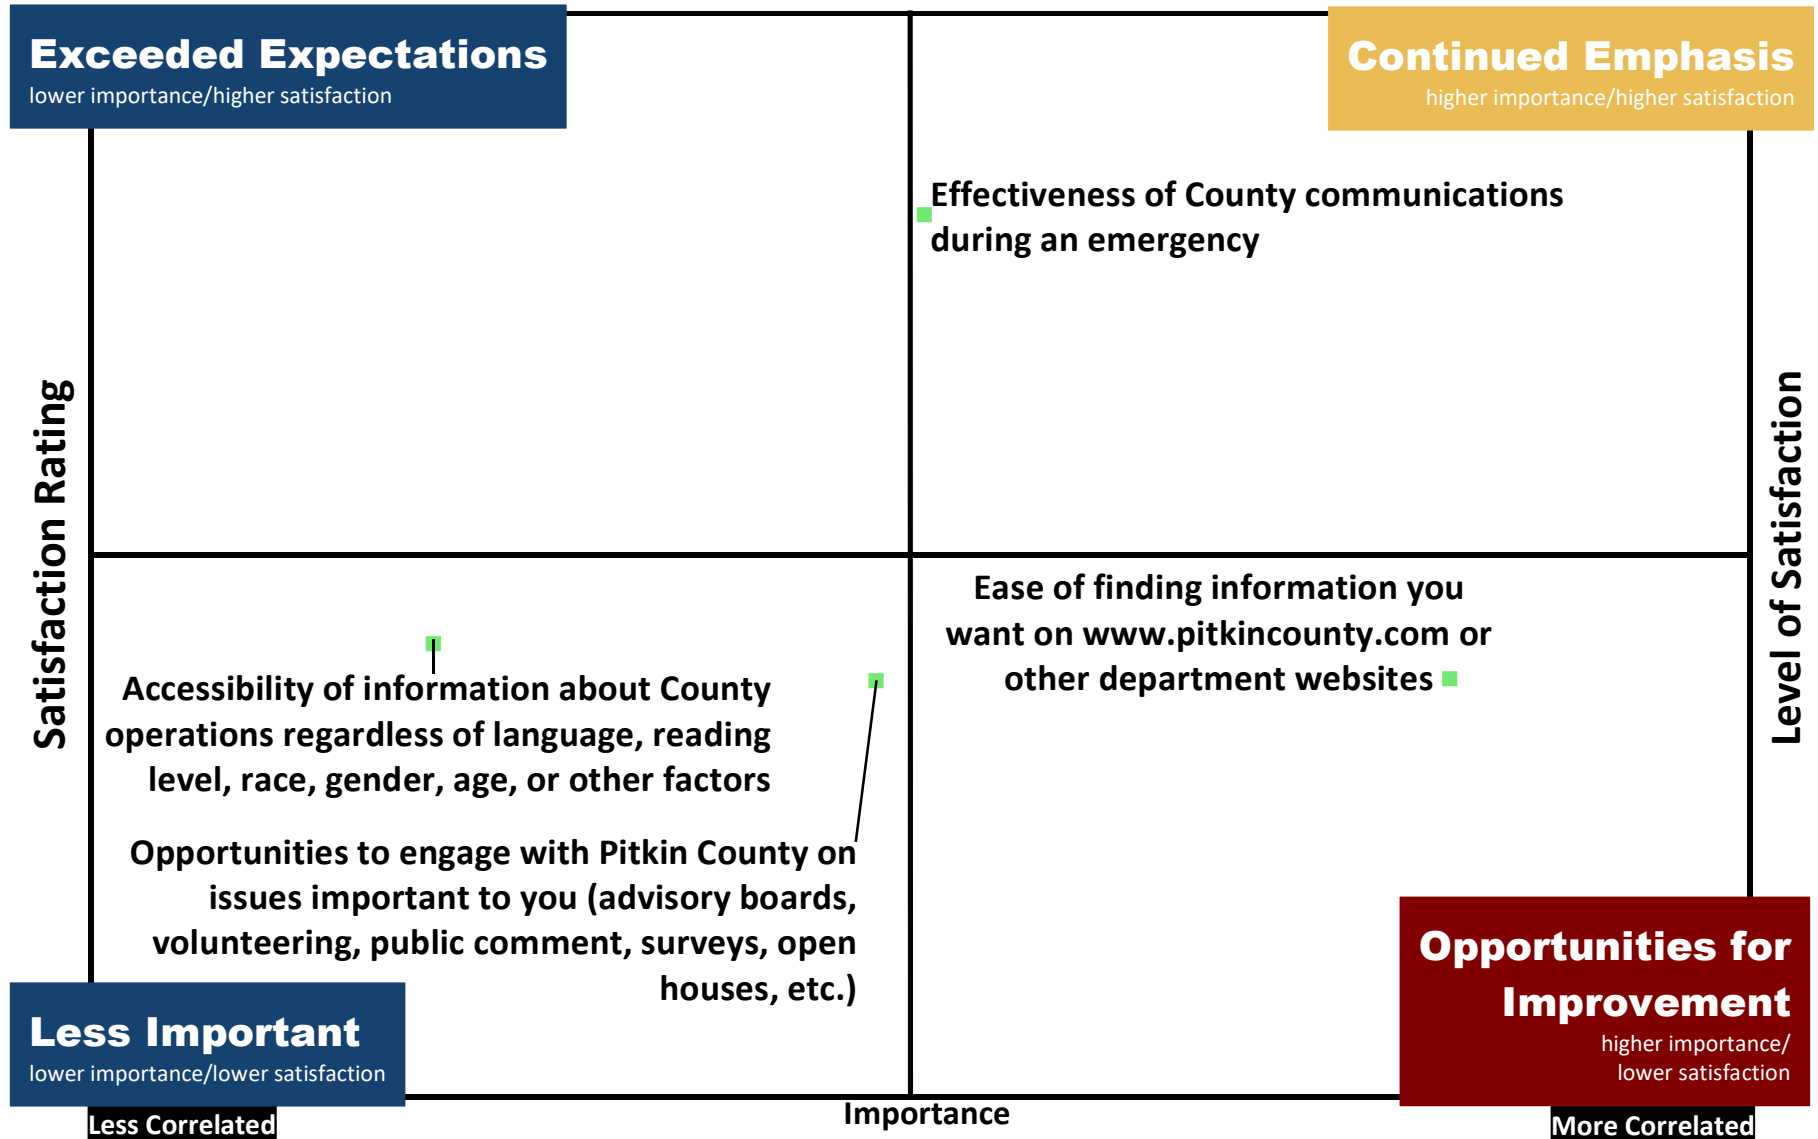 Exceeded Expectations
lower importance/higher satisfaction
Continued Emphasis
higher importance/higher satisfaction
Effectiveness of County communications
during an emergency
Satisfaction Rating
Level of Satisfaction
Ease of finding information you
want on www.pitkincounty.com or
other department websites
Accessibility of information about County
operations regardless of language, reading
level, race, gender, age, or other factors
Opportunities to engage with Pitkin County on
issues important to you (advisory boards,
volunteering, public comment, surveys, open
houses, etc.)
Opportunities for
Improvement
higher importance/
lower satisfaction
Less Important
lower importance/lower satisfaction
Less Correlated
Importance
More Correlated